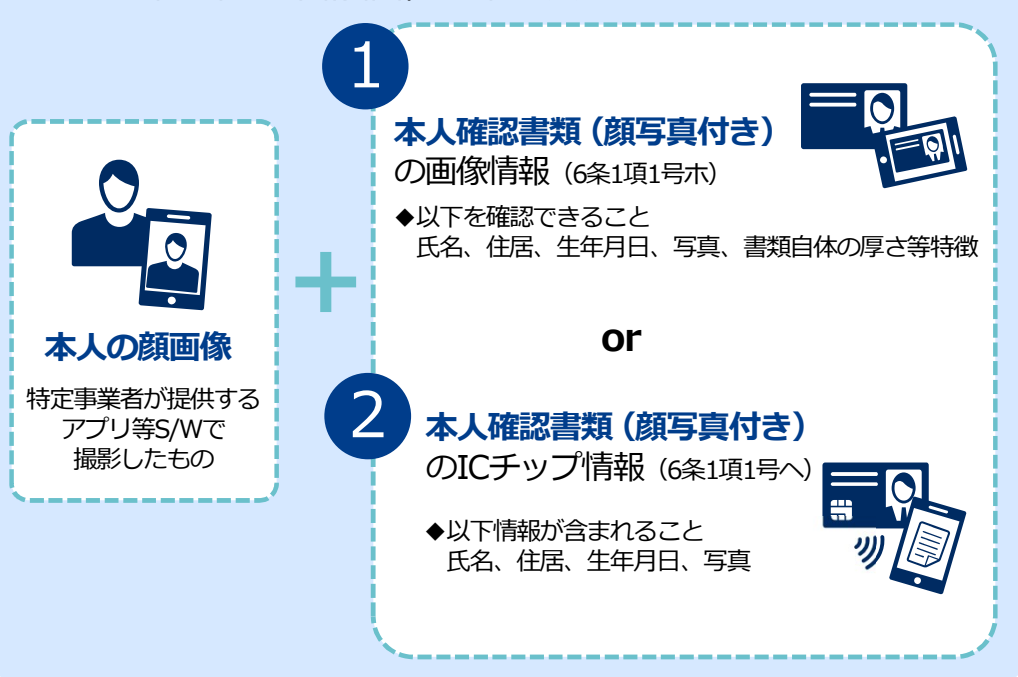 本人の顔画像
特定事業者が提供する
アプリ等S/Wで
撮影したもの
+
1
本人確認書類（顔写真付き）
の画像情報（6条1項1号ホ）
◆以下を確認できること
氏名、住居、生年月日、写真、書類自体の厚さ等特徴
or
2
本人確認書類（顔写真付き）
のICチップ情報（6条1項1号ヘ）
◆以下情報が含まれること
氏名、住居、生年月日、写真